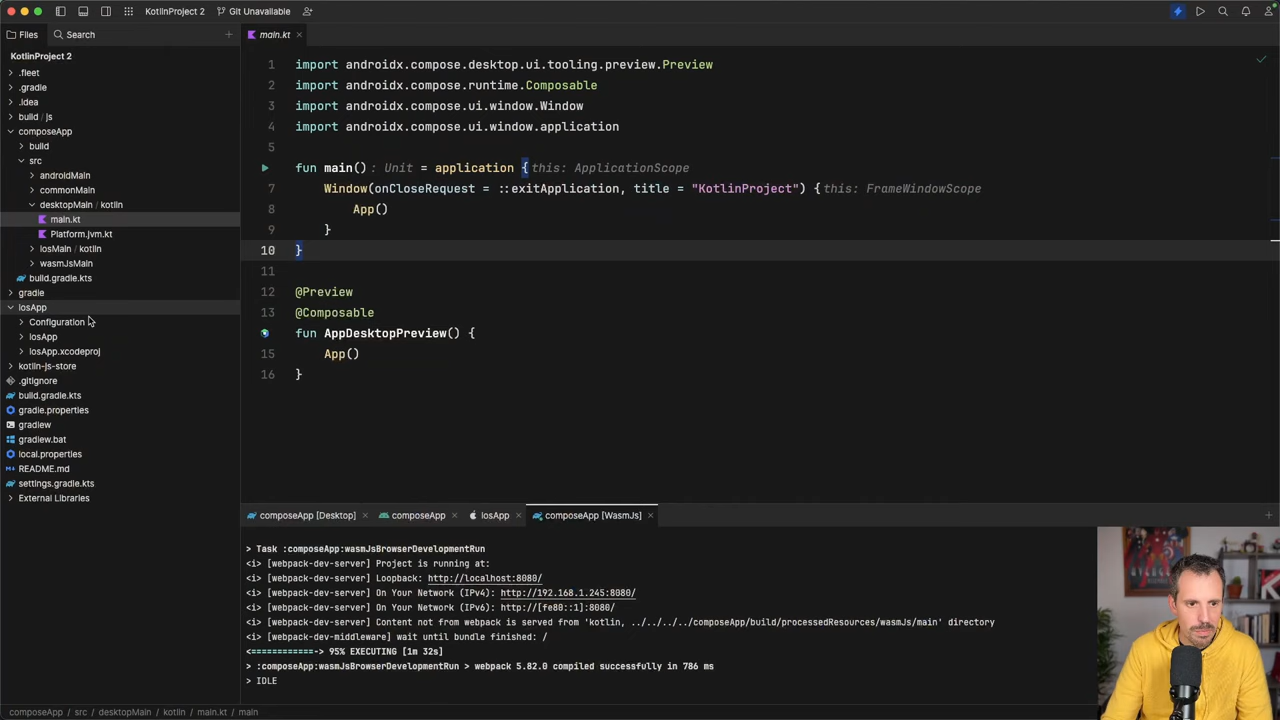 KotlinProject 2
Git Unavailable
Files
Search
main.kt
KotlinProject 2
.fleet
.gradle
.idea
build / js
composeApp
build
src
androidMain
commonMain
desktopMain / kotlin
main.kt
Platform.jvm.kt
iosMain / kotlin
wasmJsMain
build.gradle.kts
gradle
iosApp
Configuration
iosApp
iosApp.xcodeproj
kotlin-js-store
.gitignore
build.gradle.kts
gradle.properties
gradlew
gradlew.bat
local.properties
README.md
settings.gradle.kts
External Libraries
1 import androidx.compose.desktop.ui.tooling.preview.Preview
2 import androidx.compose.runtime.Composable
3 import androidx.compose.ui.window.Window
4 import androidx.compose.ui.window.application
5
6 fun main() : Unit = application { this: ApplicationScope
7 Window(onCloseRequest = ::exitApplication, title = "KotlinProject") { this: FrameWindowScope
8 App()
9 }
10 }
11
12 @Preview
13 @Composable
14 fun AppDesktopPreview() {
15 App()
16 }
composeApp [Desktop]
composeApp
iosApp
composeApp [WasmJs]
> Task :composeApp:wasmJsBrowserDevelopmentRun
<i> [webpack-dev-server] Project is running at:
<i> [webpack-dev-server] Loopback: http://localhost:8080/
<i> [webpack-dev-server] On Your Network (IPv4): http://192.168.1.245:8080/
<i> [webpack-dev-server] On Your Network (IPv6): http://[fe80::1]:8080/
<i> [webpack-dev-server] Content not from webpack is served from 'kotlin, ../../../../composeApp/build/processedResources/wasmJs/main' directory
<i> [webpack-dev-middleware] wait until bundle finished: /
<============-> 95% EXECUTING [1m 32s]
> :composeApp:wasmJsBrowserDevelopmentRun > webpack 5.82.0 compiled successfully in 786 ms
> IDLE
composeApp / src / desktopMain / kotlin / main.kt / main